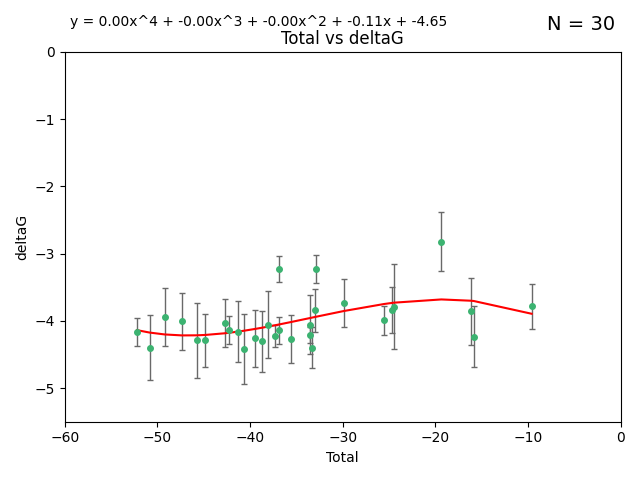 y = 0.00x^4 + -0.00x^3 + -0.00x^2 + -0.11x + -4.65
N = 30
Total vs deltaG
0
−1
−2
−3
−4
−5
deltaG
−60 −50 −40 −30 −20 −10 0
Total